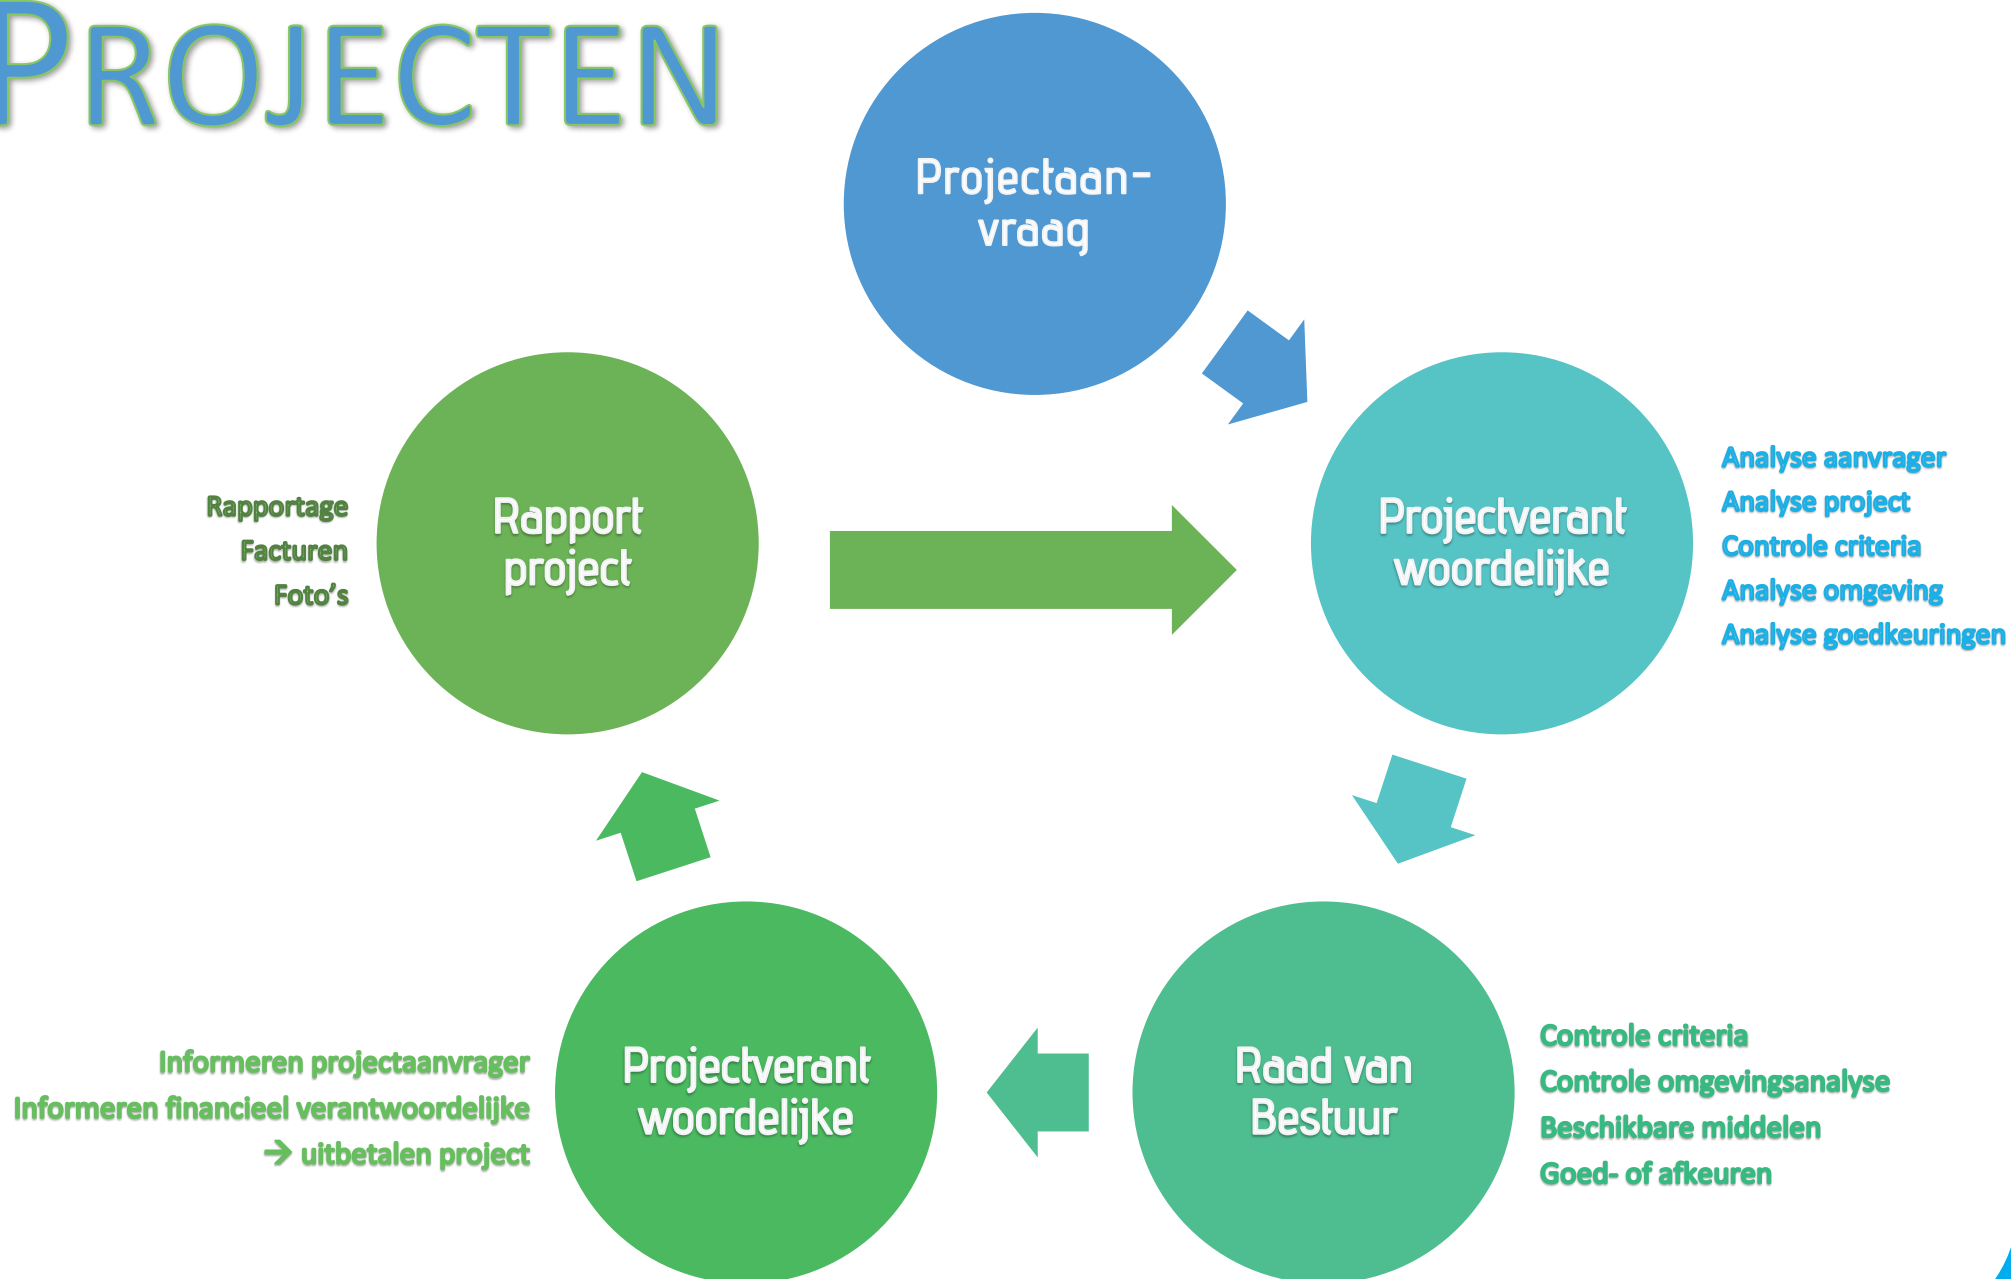 PROJECTEN
Projectaan-
vraag
Projectverant
woordelijke
Analyse aanvrager
Analyse project
Controle criteria
Analyse omgeving
Analyse goedkeuringen
Raad van
Bestuur
Controle criteria
Controle omgevingsanalyse
Beschikbare middelen
Goed- of afkeuren
Projectverant
woordelijke
Informeren projectaanvrager
Informeren financieel verantwoordelijke
→ uitbetalen project
Rapport
project
Rapportage
Facturen
Foto’s